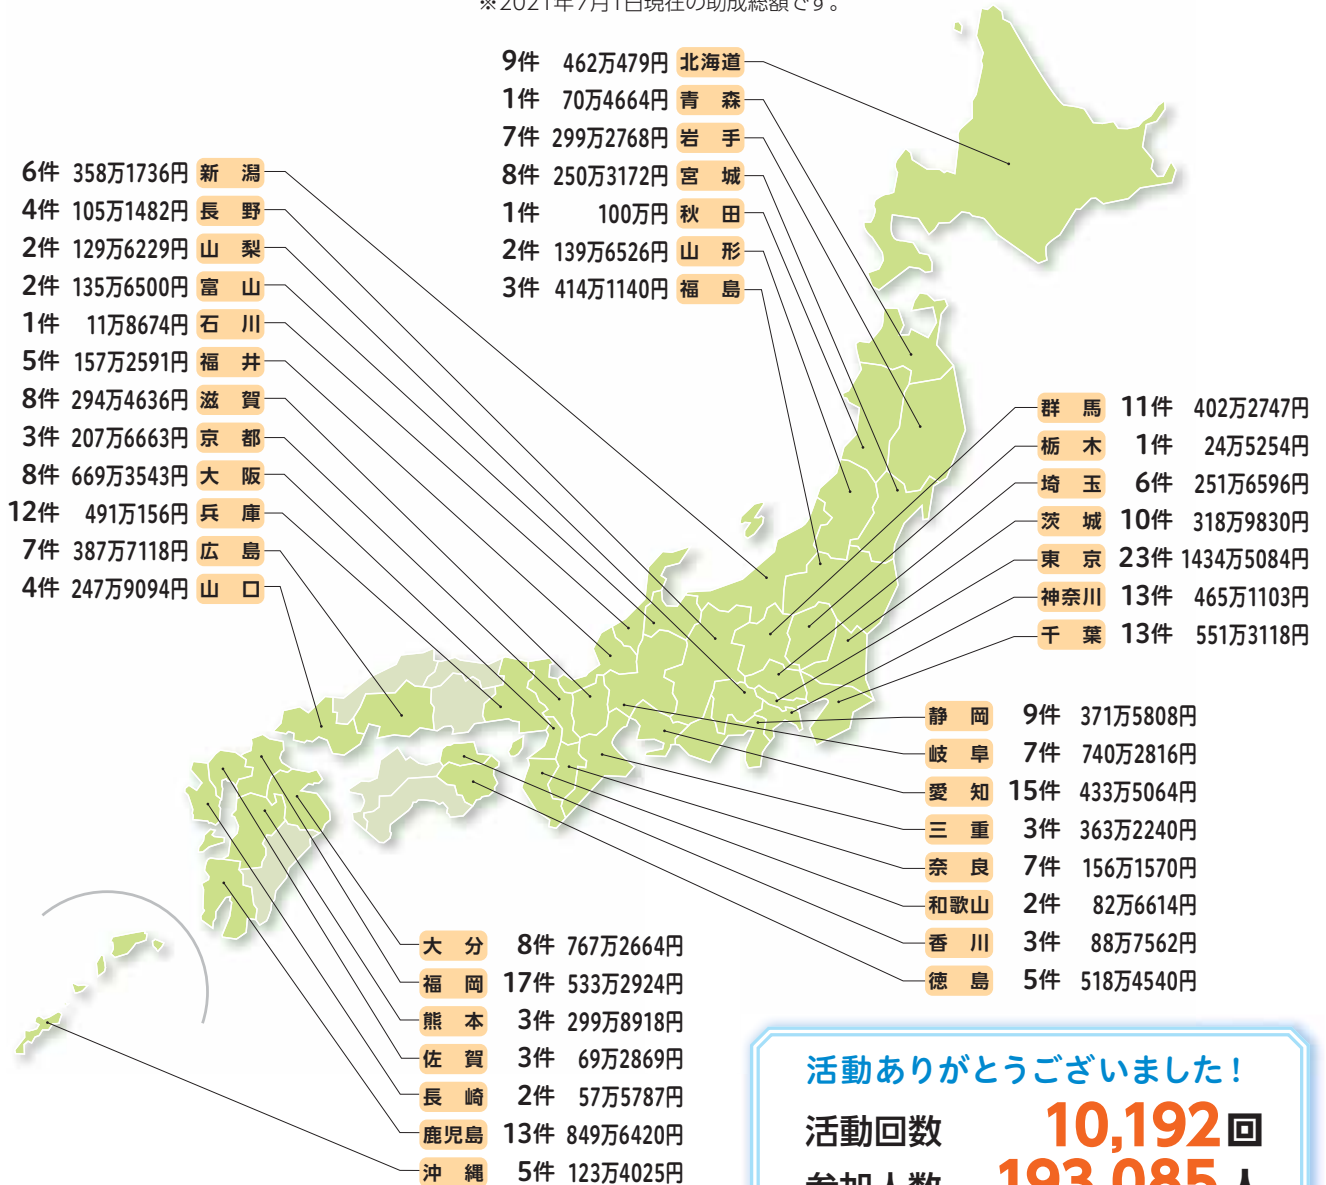 ※2021年7月1日現在の助成総額です。
9件 462万479円 北海道
1件 70万4664円 青森
7件 299万2768円 岩手
8件 250万3172円 宮城
1件 100万円 秋田
2件 139万6526円 山形
3件 414万1140円 福島
6件 358万1736円 新潟
4件 105万1482円 長野
2件 129万6229円 山梨
2件 135万6500円 富山
1件 11万8674円 石川
5件 157万2591円 福井
8件 294万4636円 滋賀
3件 207万6663円 京都
8件 669万3543円 大阪
12件 491万156円 兵庫
7件 387万7118円 広島
4件 247万9094円 山口
群馬 11件 402万2747円
栃木 1件 24万5254円
埼玉 6件 251万6596円
茨城 10件 318万9830円
東京 23件 1434万5084円
神奈川 13件 465万1103円
千葉 13件 551万3118円
静岡 9件 371万5808円
岐阜 7件 740万2816円
愛知 15件 433万5064円
三重 3件 363万2240円
奈良 7件 156万1570円
和歌山 2件 82万6614円
香川 3件 88万7562円
徳島 5件 518万4540円
大分 8件 767万2664円
福岡 17件 533万2924円
熊本 3件 299万8918円
佐賀 3件 69万2869円
長崎 2件 57万5787円
鹿児島 13件 849万6420円
沖縄 5件 123万4025円
活動ありがとうございました!
活動回数 10,192回
参加人数 193,085人